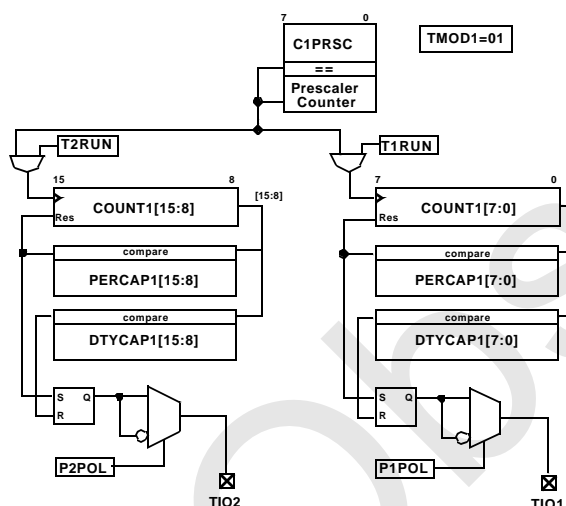 7 0
C1PRSC
==
Prescaler
Counter
TMOD1=01
T2RUN
T1RUN
15 8
[15:8]
COUNT1[15:8]
Res
compare
PERCAP1[15:8]
compare
DTYCAP1[15:8]
S Q
R
P2POL
TIO2
7 0
COUNT1[7:0]
Res
compare
PERCAP1[7:0]
compare
DTYCAP1[7:0]
S Q
R
P1POL
TIO1